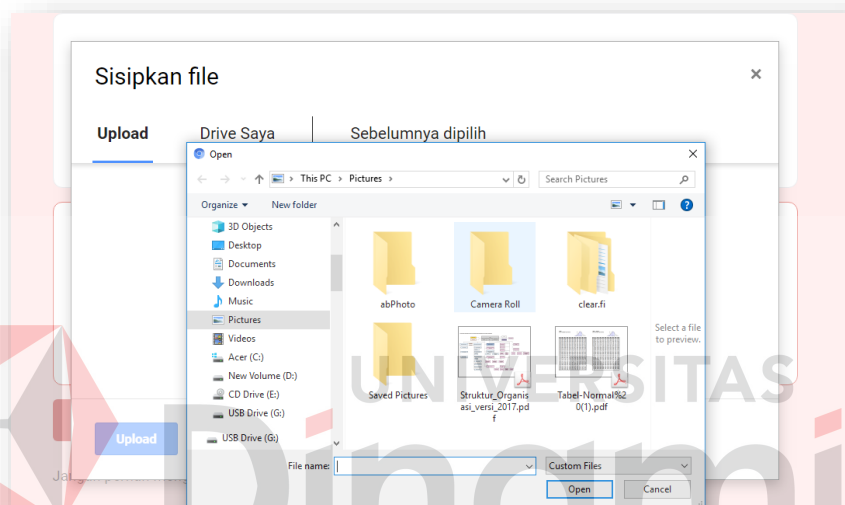 Sisipkan file
×
Upload Drive Saya Sebelumnya dipilih
Open
This PC > Pictures >
Search Pictures
Organize New folder
3D Objects
Desktop
Documents
Downloads
Music
Pictures
Videos
Acer (C:)
New Volume (D:)
CD Drive (E:)
USB Drive (G:)
USB Drive (G:)
abPhoto
Camera Roll
clear.fi
Saved Pictures
Struktur_Organis
asi_versi_2017.pd
f
Tabel-Normal%2
0(1).pdf
Select a file
to preview.
UNIVERSITAS
Dinami
Upload
File name:
Custom Files
Open Cancel